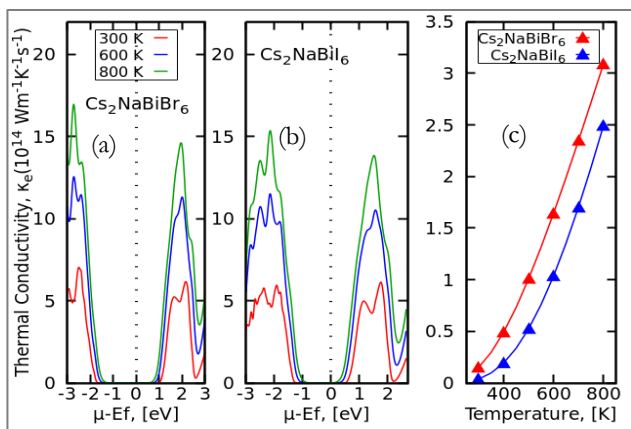 Thermal Conductivity, κe(10^14 Wm-1K-1s-1)
300 K
600 K
800 K
Cs2NaBiBr6
(a)
20
15
10
5
0
-3 -2 -1 0 1 2 3
μ-Ef, [eV]
Cs2NaBiI6
(b)
20
15
10
5
0
-3 -2 -1 0 1 2
μ-Ef, [eV]
Cs2NaBiBr6
Cs2NaBiI6
(c)
3.5
3
2.5
2
1.5
1
0.5
0
400 600 800
Temperature, [K]